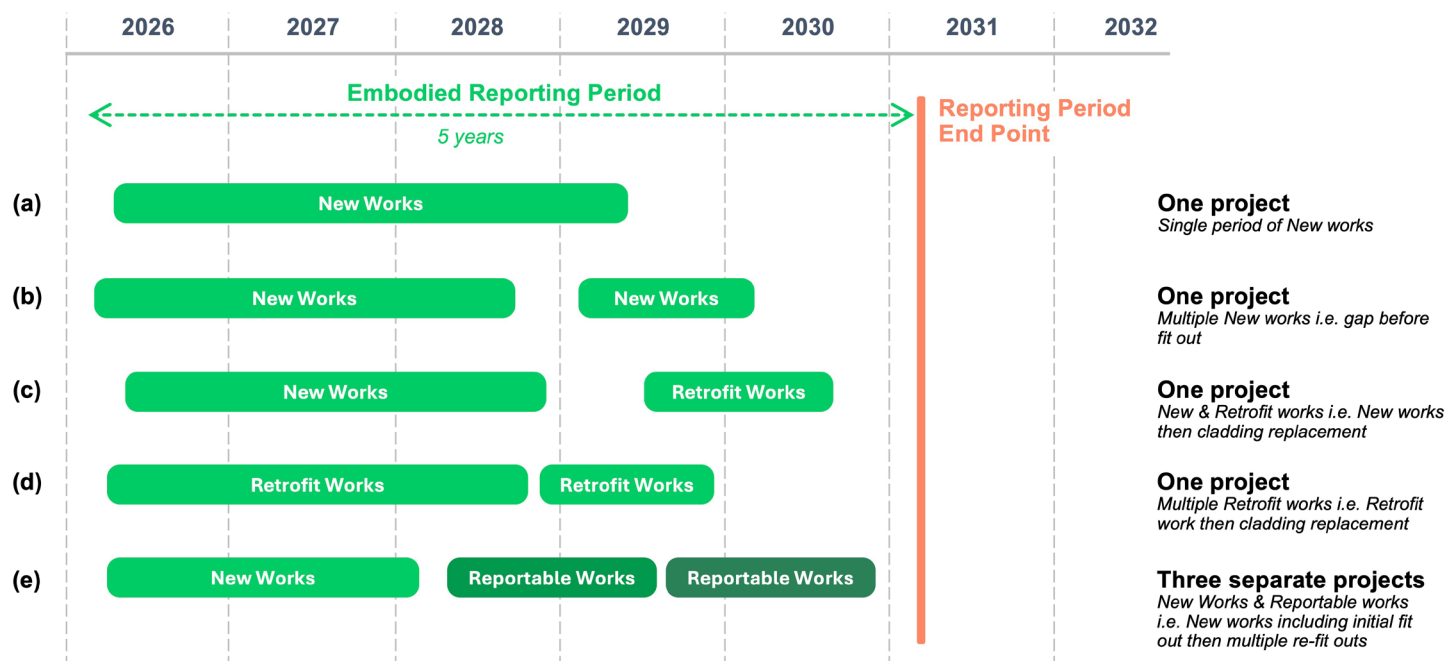 2026 2027 2028 2029 2030 2031 2032
Embodied Reporting Period
5 years
Reporting Period
End Point
(a)
New Works
One project
Single period of New works
(b)
New Works
New Works
One project
Multiple New works i.e. gap before
fit out
(c)
New Works
Retrofit Works
One project
New & Retrofit works i.e. New works
then cladding replacement
(d)
Retrofit Works
Retrofit Works
One project
Multiple Retrofit works i.e. Retrofit
work then cladding replacement
(e)
New Works
Reportable Works
Reportable Works
Three separate projects
New Works & Reportable works
i.e. New works including initial fit
out then multiple re-fit outs